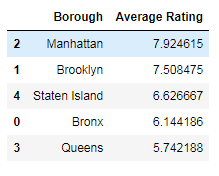 Borough Average Rating
2 Manhattan 7.924615
1 Brooklyn 7.508475
4 Staten Island 6.626667
0 Bronx 6.144186
3 Queens 5.742188